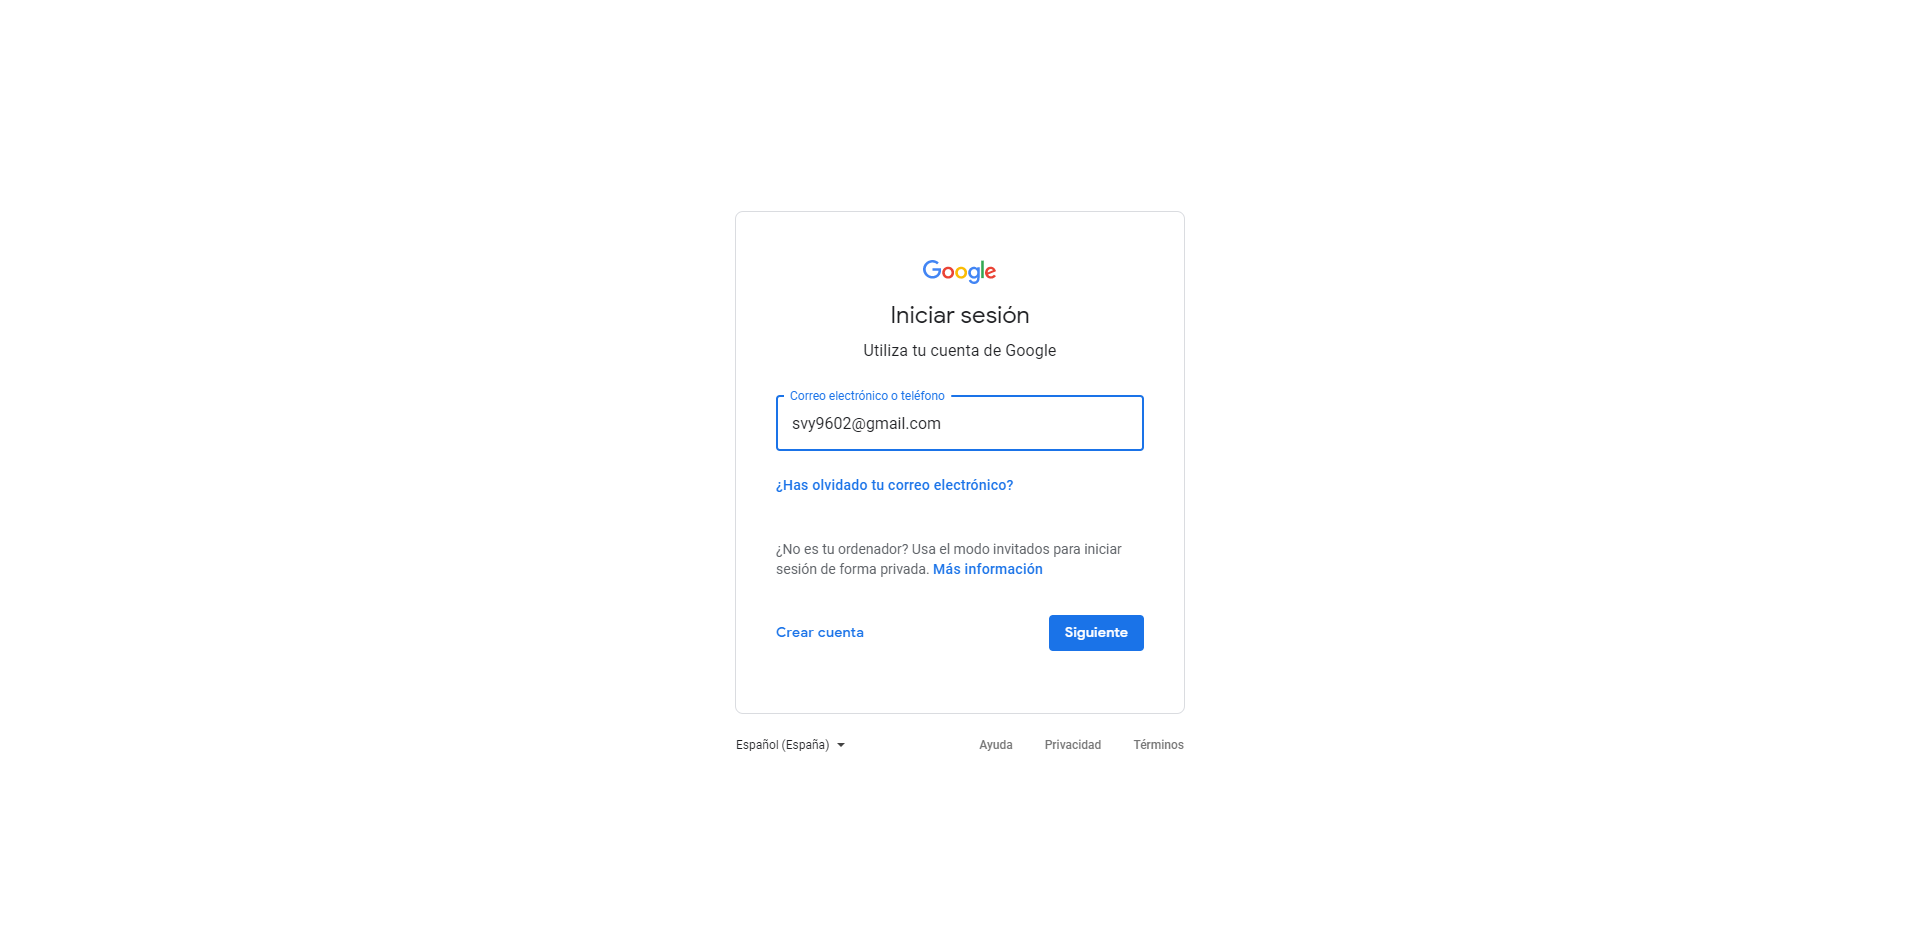 Google
Iniciar sesión
Utiliza tu cuenta de Google
Correo electrónico o teléfono
svy9602@gmail.com
¿Has olvidado tu correo electrónico?
¿No es tu ordenador? Usa el modo invitados para iniciar
sesión de forma privada. Más información
Crear cuenta
Siguiente
Español (España)
Ayuda
Privacidad
Términos